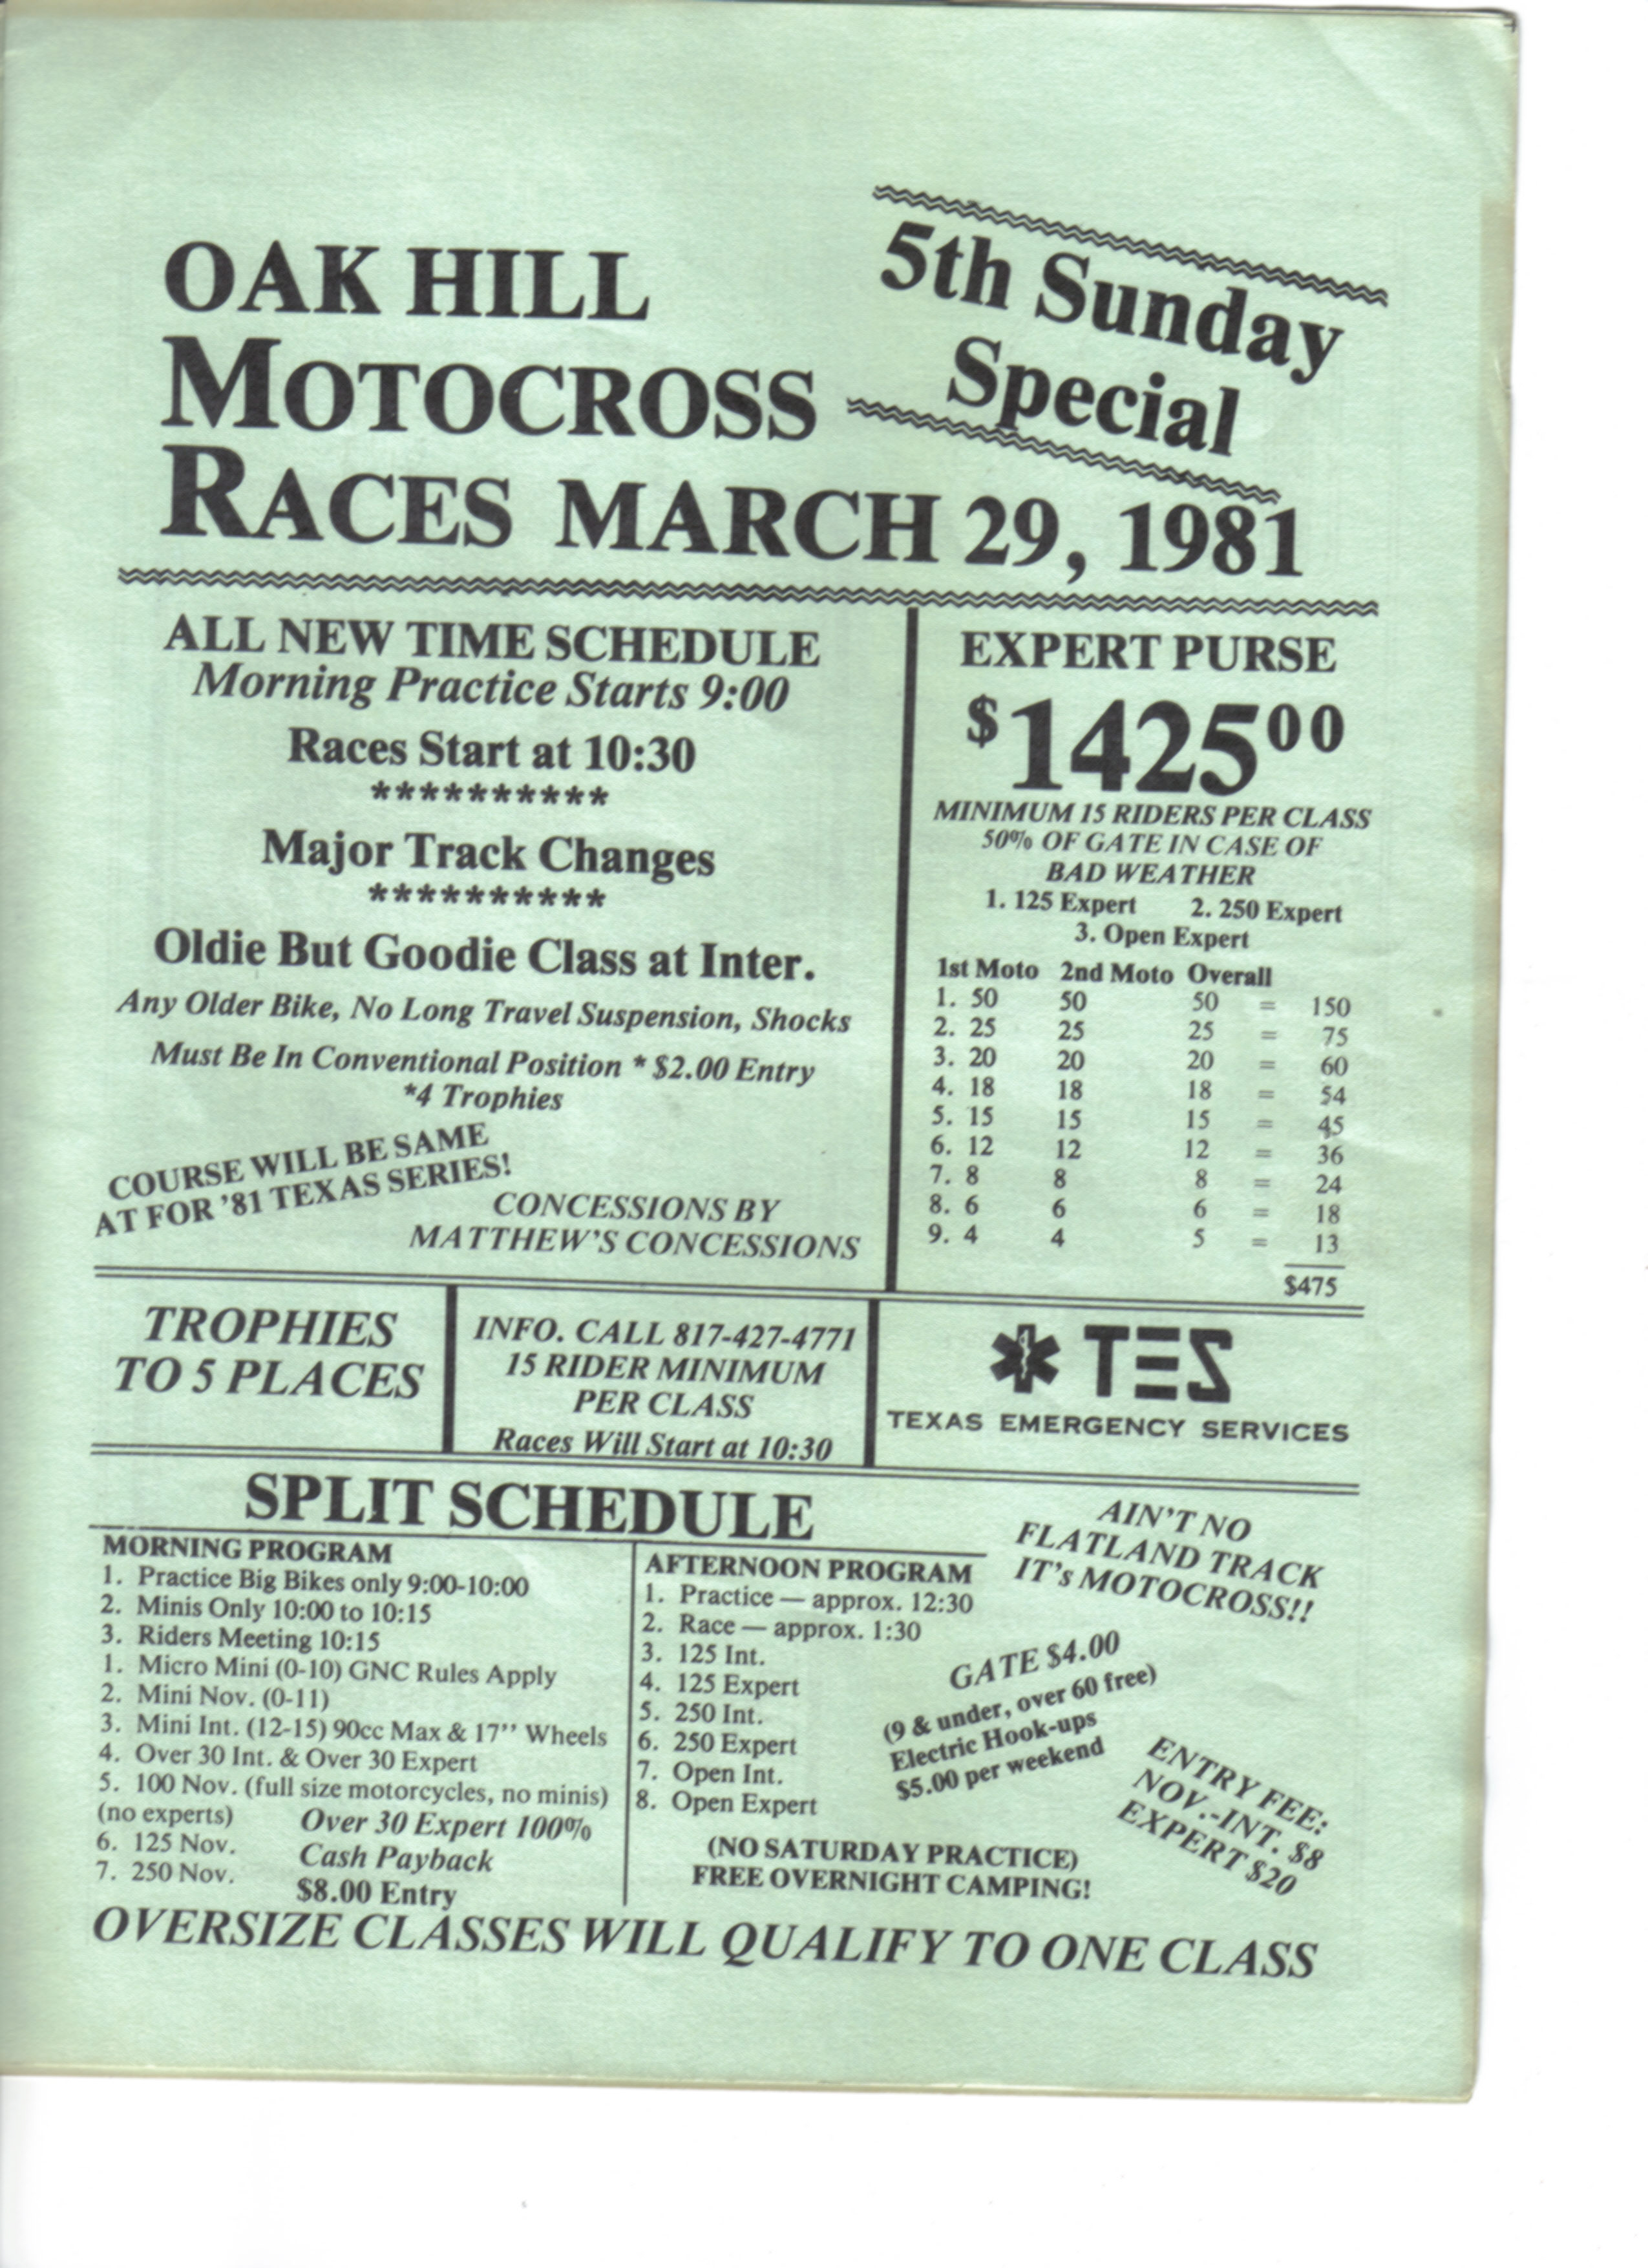 OAK HILL
MOTOCROSS
RACES MARCH 29, 1981
5th Sunday
Special
ALL NEW TIME SCHEDULE
Morning Practice Starts 9:00
Races Start at 10:30
**********
Major Track Changes
**********
Oldie But Goodie Class at Inter.
Any Older Bike, No Long Travel Suspension, Shocks
Must Be In Conventional Position * $2.00 Entry
*4 Trophies
COURSE WILL BE SAME
AT FOR '81 TEXAS SERIES!
CONCESSIONS BY
MATTHEW'S CONCESSIONS
EXPERT PURSE
$142500
MINIMUM 15 RIDERS PER CLASS
50% OF GATE IN CASE OF
BAD WEATHER
1. 125 Expert 2. 250 Expert
3. Open Expert
1st Moto 2nd Moto Overall
1. 50 50 50 = 150
2. 25 25 25 = 75
3. 20 20 20 = 60
4. 18 18 18 = 54
5. 15 15 15 = 45
6. 12 12 12 = 36
7. 8 8 8 = 24
8. 6 6 6 = 18
9. 4 4 5 = 13
$475
TROPHIES
TO 5 PLACES
INFO. CALL 817-427-4771
15 RIDER MINIMUM
PER CLASS
Races Will Start at 10:30
TES
TEXAS EMERGENCY SERVICES
SPLIT SCHEDULE
MORNING PROGRAM
1. Practice Big Bikes only 9:00-10:00
2. Minis Only 10:00 to 10:15
3. Riders Meeting 10:15
1. Micro Mini (0-10) GNC Rules Apply
2. Mini Nov. (0-11)
3. Mini Int. (12-15) 90cc Max & 17'' Wheels
4. Over 30 Int. & Over 30 Expert
5. 100 Nov. (full size motorcycles, no minis)
(no experts)
6. 125 Nov.
7. 250 Nov.
Over 30 Expert 100%
Cash Payback
$8.00 Entry
AFTERNOON PROGRAM
1. Practice — approx. 12:30
2. Race — approx. 1:30
3. 125 Int.
4. 125 Expert
5. 250 Int.
6. 250 Expert
7. Open Int.
8. Open Expert
(NO SATURDAY PRACTICE)
FREE OVERNIGHT CAMPING!
AIN'T NO
FLATLAND TRACK
IT's MOTOCROSS!!
GATE $4.00
(9 & under, over 60 free)
Electric Hook-ups
$5.00 per weekend
ENTRY FEE:
NOV.-INT. $8
EXPERT $20
OVERSIZE CLASSES WILL QUALIFY TO ONE CLASS